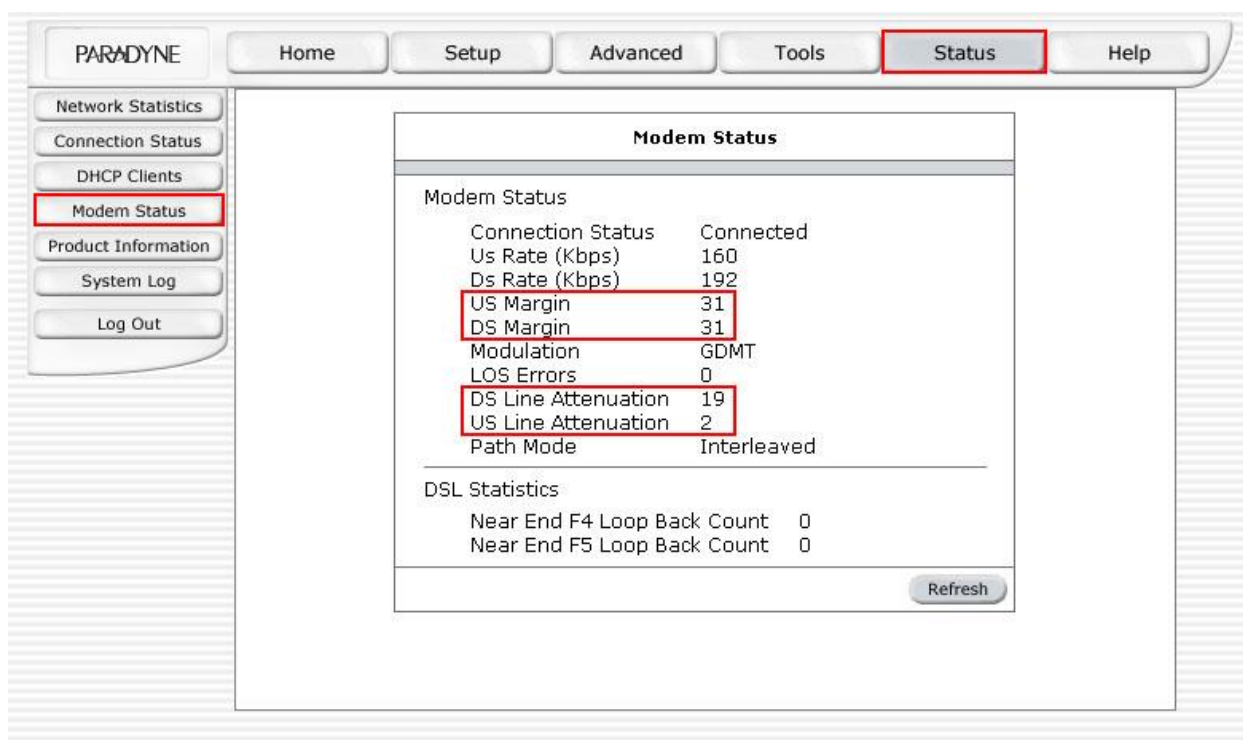 PARADYNE
Home Setup Advanced Tools Status Help
Network Statistics
Connection Status
DHCP Clients
Modem Status
Product Information
System Log
Log Out
Modem Status
Modem Status
Connection Status Connected
Us Rate (Kbps) 160
Ds Rate (Kbps) 192
US Margin 31
DS Margin 31
Modulation GDMT
LOS Errors 0
DS Line Attenuation 19
US Line Attenuation 2
Path Mode Interleaved
DSL Statistics
Near End F4 Loop Back Count 0
Near End F5 Loop Back Count 0
Refresh